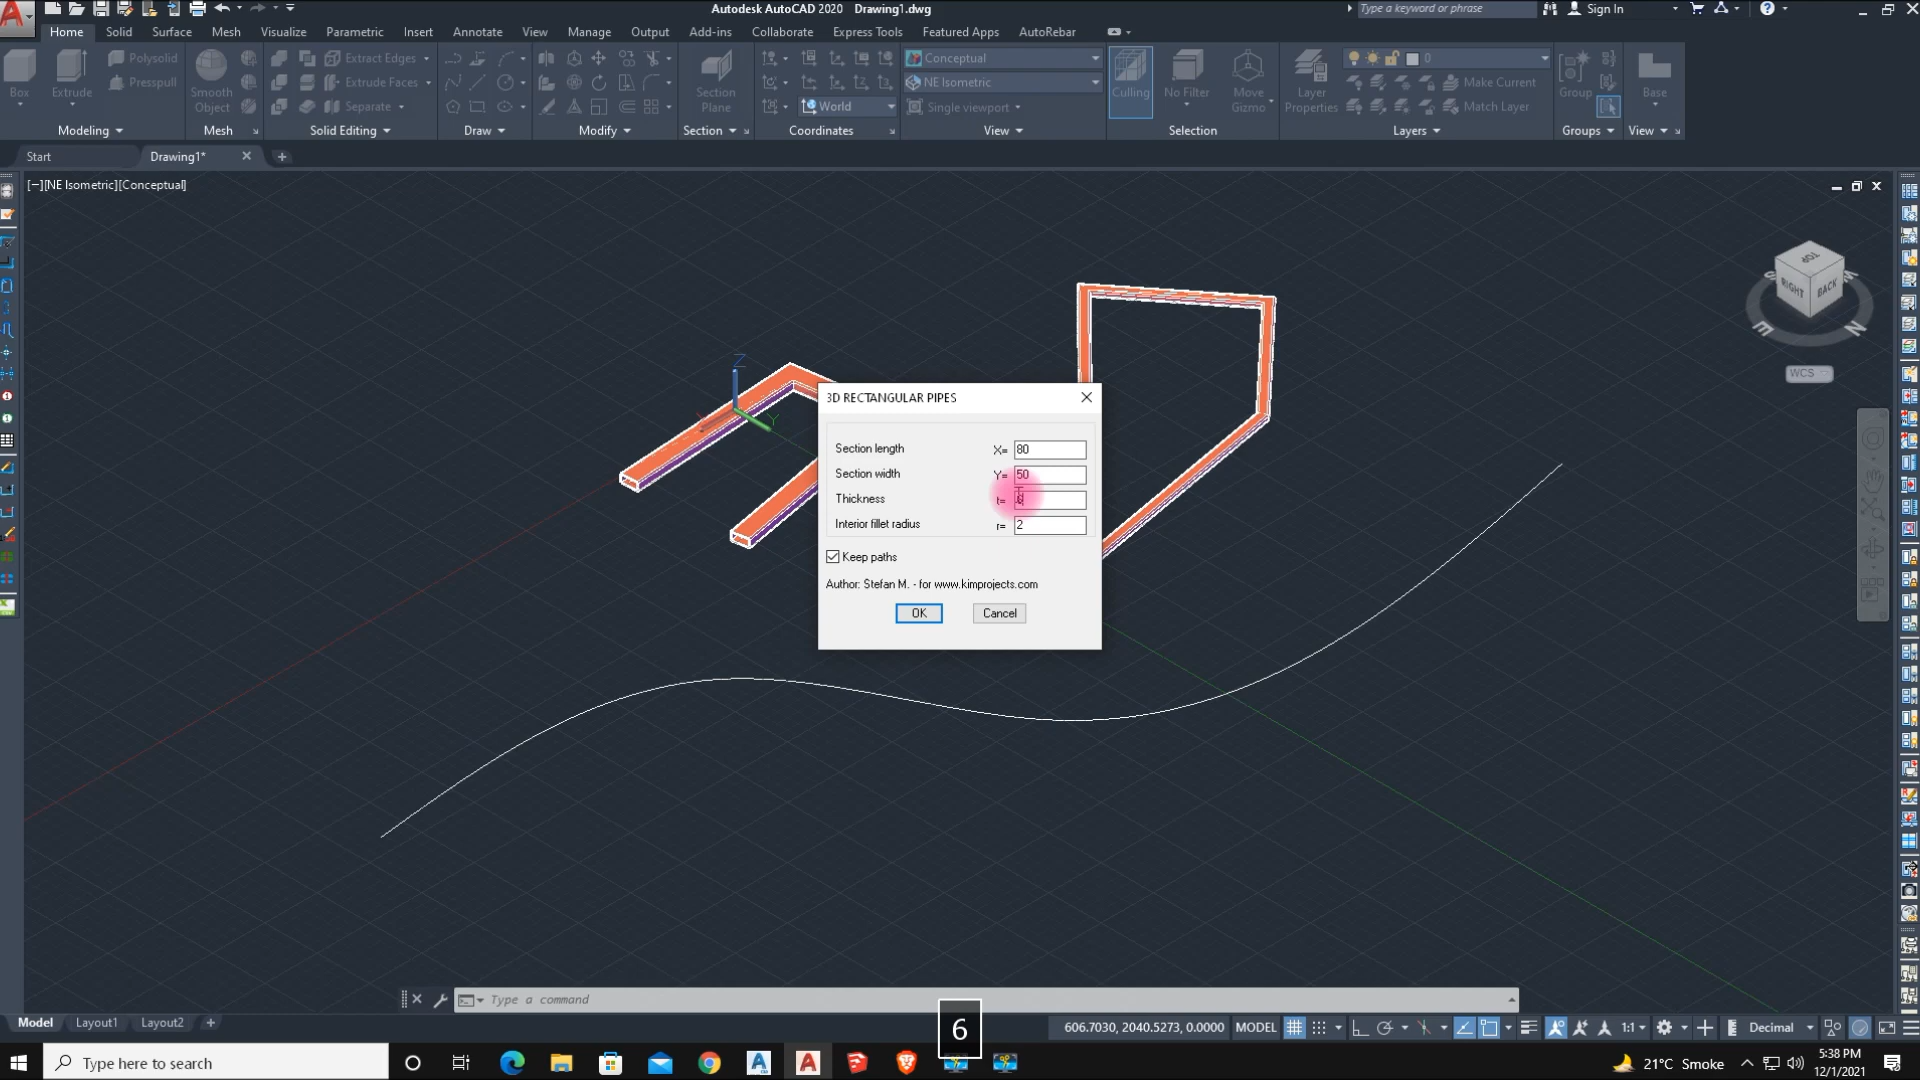 Autodesk AutoCAD 2020 Drawing1.dwg
Type a keyword or phrase
Sign In
Home Solid Surface Mesh Visualize Parametric Insert Annotate View Manage Output Add-ins Collaborate Express Tools Featured Apps AutoRebar
Box
Extrude
Polysolid
Presspull
Smooth Object
Extract Edges
Extrude Faces
Separate
Section Plane
World
Conceptual
NE Isometric
Single viewport
Culling
No Filter
Move Gizmo
Layer Properties
0
Make Current
Match Layer
Group
Base
Modeling Mesh Solid Editing Draw Modify Section Coordinates View Selection Layers Groups View
Start Drawing1*
[−][NE Isometric][Conceptual]
TOP
RIGHT
BACK
S
W
E
N
WCS
Z
Y
3D RECTANGULAR PIPES
Section length X= 80
Section width Y= 50
Thickness t=
Interior fillet radius r= 2
Keep paths
Author: Stefan M. - for www.kimprojects.com
OK Cancel
Type a command
Model Layout1 Layout2
6
606.7030, 2040.5273, 0.0000 MODEL 1:1 Decimal
Type here to search
21°C Smoke
5:38 PM
12/1/2021